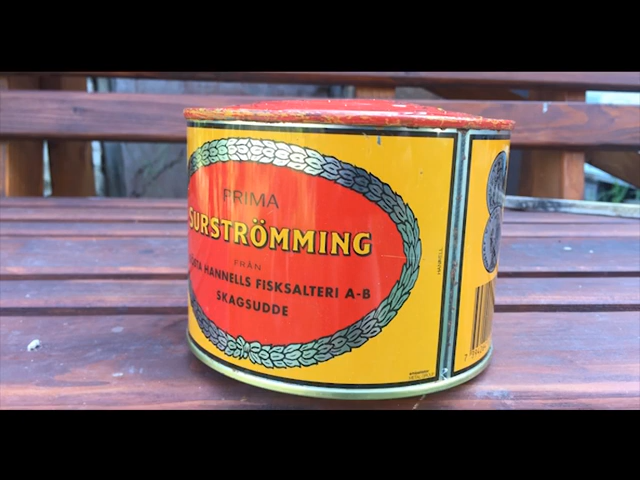 PRIMA
SURSTRÖMMING
FRÅN
HANNELLS FISKSALTERI A-B
SKAGSUDDE